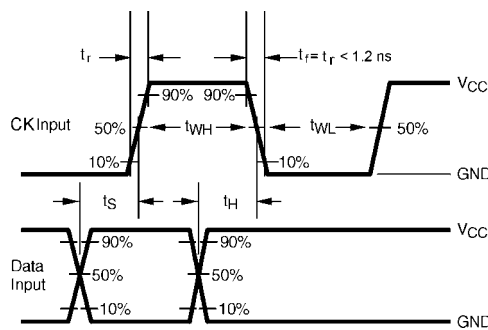 tr
tf = tr < 1.2 ns
VCC
90% 90%
CK Input
50% tWH tWL 50%
10% 10%
GND
tS tH
VCC
90% 90%
Data
Input
50% 50%
10% 10%
GND